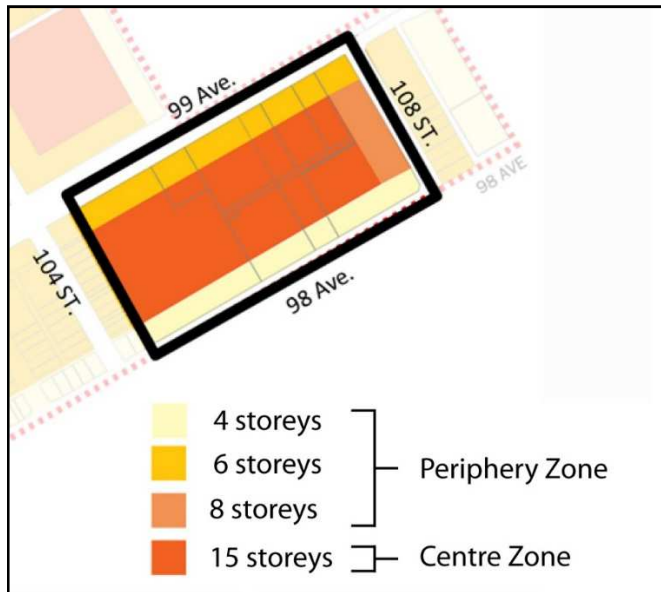 99 Ave.
108 ST.
98 AVE
104 ST.
98 Ave.
4 storeys
6 storeys
Periphery Zone
8 storeys
15 storeys
Centre Zone